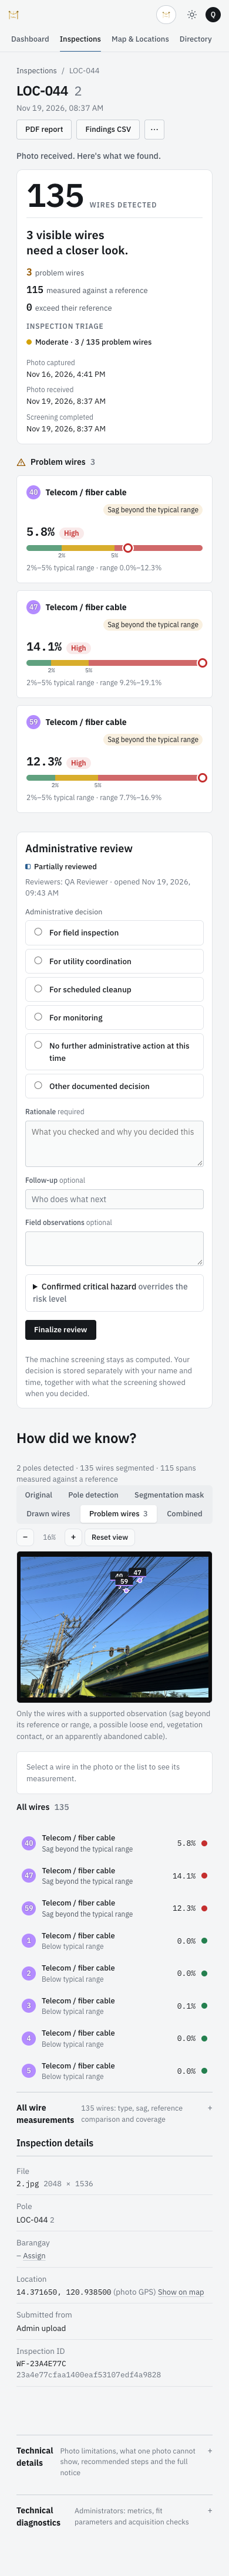 Q
Dashboard Inspections Map & Locations Directory
Inspections / LOC-044
LOC-044 2
Nov 19, 2026, 08:37 AM
PDF report Findings CSV ...
Photo received. Here's what we found.
135 WIRES DETECTED
3 visible wires
need a closer look.
3 problem wires
115 measured against a reference
0 exceed their reference
INSPECTION TRIAGE
Moderate · 3 / 135 problem wires
Photo captured
Nov 16, 2026, 4:41 PM
Photo received
Nov 19, 2026, 8:37 AM
Screening completed
Nov 19, 2026, 8:37 AM
Problem wires 3
40 Telecom / fiber cable
Sag beyond the typical range
5.8% High
2% 5%
2%–5% typical range · range 0.0%–12.3%
47 Telecom / fiber cable
Sag beyond the typical range
14.1% High
2% 5%
2%–5% typical range · range 9.2%–19.1%
59 Telecom / fiber cable
Sag beyond the typical range
12.3% High
2% 5%
2%–5% typical range · range 7.7%–16.9%
Administrative review
Partially reviewed
Reviewers: QA Reviewer · opened Nov 19, 2026,
09:43 AM
Administrative decision
For field inspection
For utility coordination
For scheduled cleanup
For monitoring
No further administrative action at this
time
Other documented decision
Rationale required
What you checked and why you decided this
Follow-up optional
Who does what next
Field observations optional
▶ Confirmed critical hazard overrides the
risk level
Finalize review
The machine screening stays as computed. Your
decision is stored separately with your name and
time, together with what the screening showed
when you decided.
How did we know?
2 poles detected · 135 wires segmented · 115 spans
measured against a reference
Original Pole detection Segmentation mask
Drawn wires Problem wires 3 Combined
− 16% + Reset view
40 47
59
Only the wires with a supported observation (sag beyond
its reference or range, a possible loose end, vegetation
contact, or an apparently abandoned cable).
Select a wire in the photo or the list to see its
measurement.
All wires 135
40 Telecom / fiber cable 5.8%
Sag beyond the typical range
47 Telecom / fiber cable 14.1%
Sag beyond the typical range
59 Telecom / fiber cable 12.3%
Sag beyond the typical range
1 Telecom / fiber cable 0.0%
Below typical range
2 Telecom / fiber cable 0.0%
Below typical range
3 Telecom / fiber cable 0.1%
Below typical range
4 Telecom / fiber cable 0.0%
Below typical range
5 Telecom / fiber cable 0.0%
Below typical range
All wire 135 wires: type, sag, reference +
measurements comparison and coverage
Inspection details
File
2.jpg 2048 × 1536
Pole
LOC-044 2
Barangay
— Assign
Location
14.371650, 120.938500 (photo GPS) Show on map
Submitted from
Admin upload
Inspection ID
WF-23A4E77C
23a4e77cfaa1400eaf53107edf4a9828
Technical Photo limitations, what one photo cannot +
details show, recommended steps and the full
notice
Technical Administrators: metrics, fit +
diagnostics parameters and acquisition checks